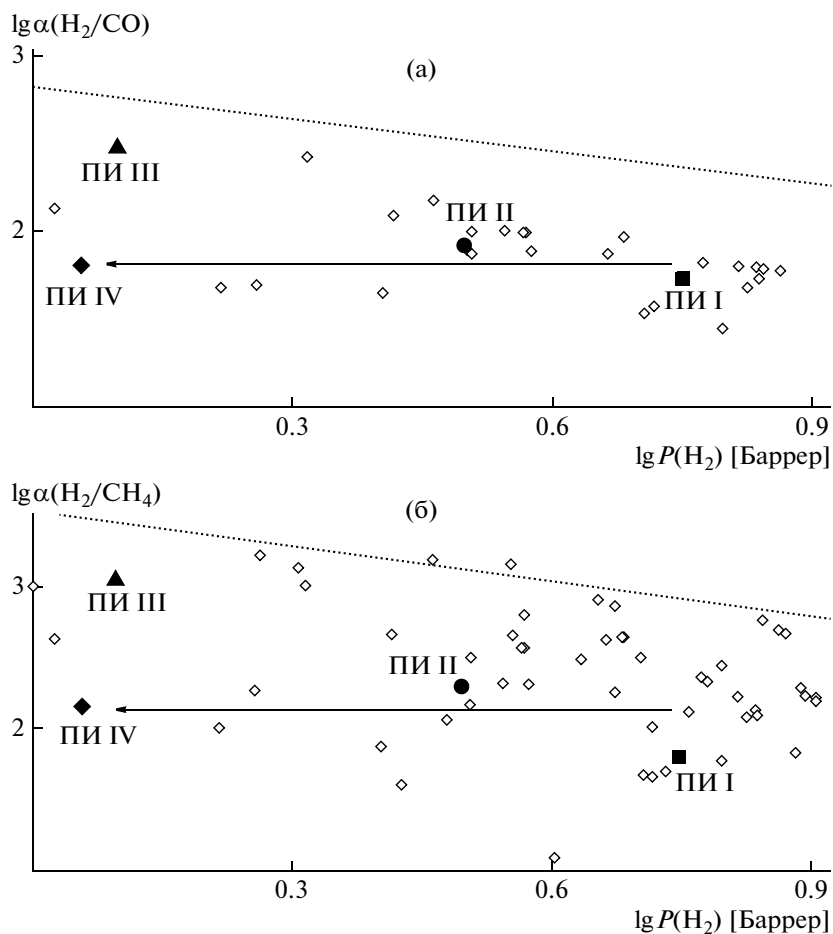 lg α(H₂/CO)
3
(а)
ПИ III
2
ПИ II
ПИ IV
ПИ I
0.3 0.6 0.9
lg P(H₂) [Баррер]
lg α(H₂/CH₄)
(б)
3
ПИ III
ПИ II
2
ПИ IV
ПИ I
0.3 0.6 0.9
lg P(H₂) [Баррер]